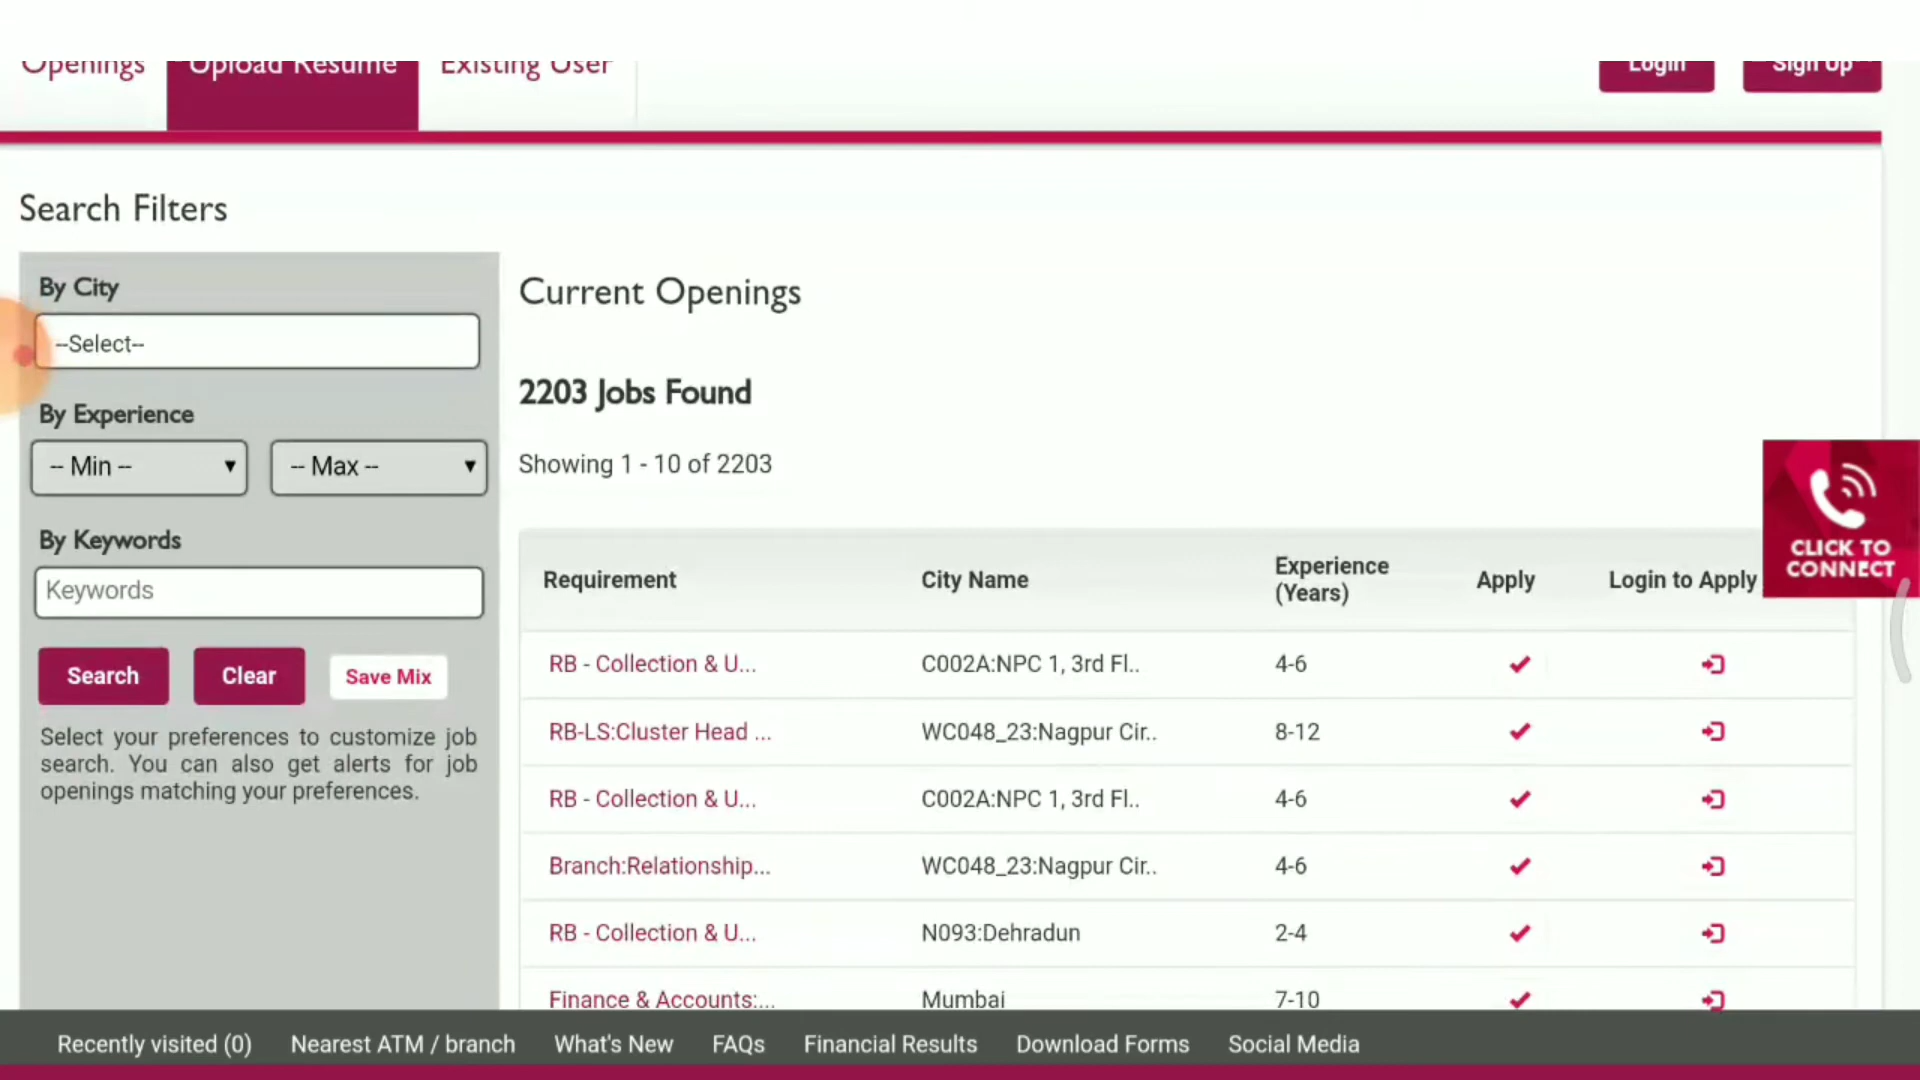 Openings Upload Resume Existing User Login Sign Up
Search Filters
By City
--Select--
By Experience
-- Min -- -- Max --
By Keywords
Keywords
Search Clear Save Mix
Select your preferences to customize job
search. You can also get alerts for job
openings matching your preferences.
Current Openings
2203 Jobs Found
Showing 1 - 10 of 2203
CLICK TO
CONNECT
Requirement City Name Experience (Years) Apply Login to Apply
RB - Collection & U... C002A:NPC 1, 3rd Fl.. 4-6
RB-LS:Cluster Head ... WC048_23:Nagpur Cir.. 8-12
RB - Collection & U... C002A:NPC 1, 3rd Fl.. 4-6
Branch:Relationship... WC048_23:Nagpur Cir.. 4-6
RB - Collection & U... N093:Dehradun 2-4
Finance & Accounts:... Mumbai 7-10
Recently visited (0) Nearest ATM / branch What's New FAQs Financial Results Download Forms Social Media